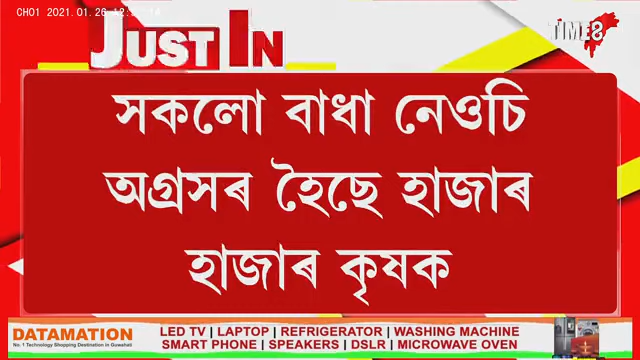 CH01 2021.01.26
JUST IN
TIME8
সকলো বাধা নেওচি
অগ্ৰসৰ হৈছে হাজাৰ
হাজাৰ কৃষক
DATAMATION
No. 1 Technology Shopping Destination in Guwahati
LED TV | LAPTOP | REFRIGERATOR | WASHING MACHINE
SMART PHONE | SPEAKERS | DSLR | MICROWAVE OVEN